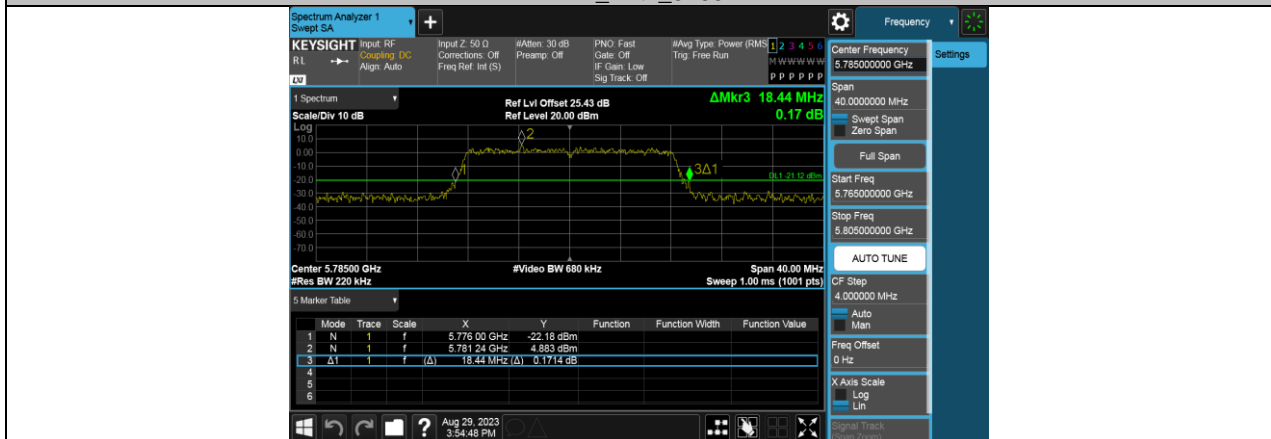 Spectrum Analyzer 1
Swept SA
+
Frequency
KEYSIGHT
RL
LXI
Input: RF
Coupling: DC
Align: Auto
Input Z: 50 Ω
Corrections: Off
Freq Ref: Int (S)
#Atten: 30 dB
Preamp: Off
PNO: Fast
Gate: Off
IF Gain: Low
Sig Track: Off
#Avg Type: Power (RMS
Trig: Free Run
1 2 3 4 5 6
M W W W W W
P P P P P P
1 Spectrum
Scale/Div 10 dB
Ref Lvl Offset 25.43 dB
Ref Level 20.00 dBm
ΔMkr3 18.44 MHz
0.17 dB
Log
10.0
0.00
-10.0
-20.0
-30.0
-40.0
-50.0
-60.0
-70.0
1
2
3Δ1
DL1 -21.12 dBm
Center 5.78500 GHz
#Res BW 220 kHz
#Video BW 680 kHz
Span 40.00 MHz
Sweep 1.00 ms (1001 pts)
5 Marker Table
Mode Trace Scale X Y Function Function Width Function Value
1 N 1 f 5.776 00 GHz -22.18 dBm
2 N 1 f 5.781 24 GHz 4.883 dBm
3 Δ1 1 f (Δ) 18.44 MHz (Δ) 0.1714 dB
4
5
6
?
Aug 29, 2023
3:54:48 PM
Center Frequency
5.785000000 GHz
Settings
Span
40.0000000 MHz
Swept Span
Zero Span
Full Span
Start Freq
5.765000000 GHz
Stop Freq
5.805000000 GHz
AUTO TUNE
CF Step
4.000000 MHz
Auto
Man
Freq Offset
0 Hz
X Axis Scale
Log
Lin
Signal Track
(Span Zoom)